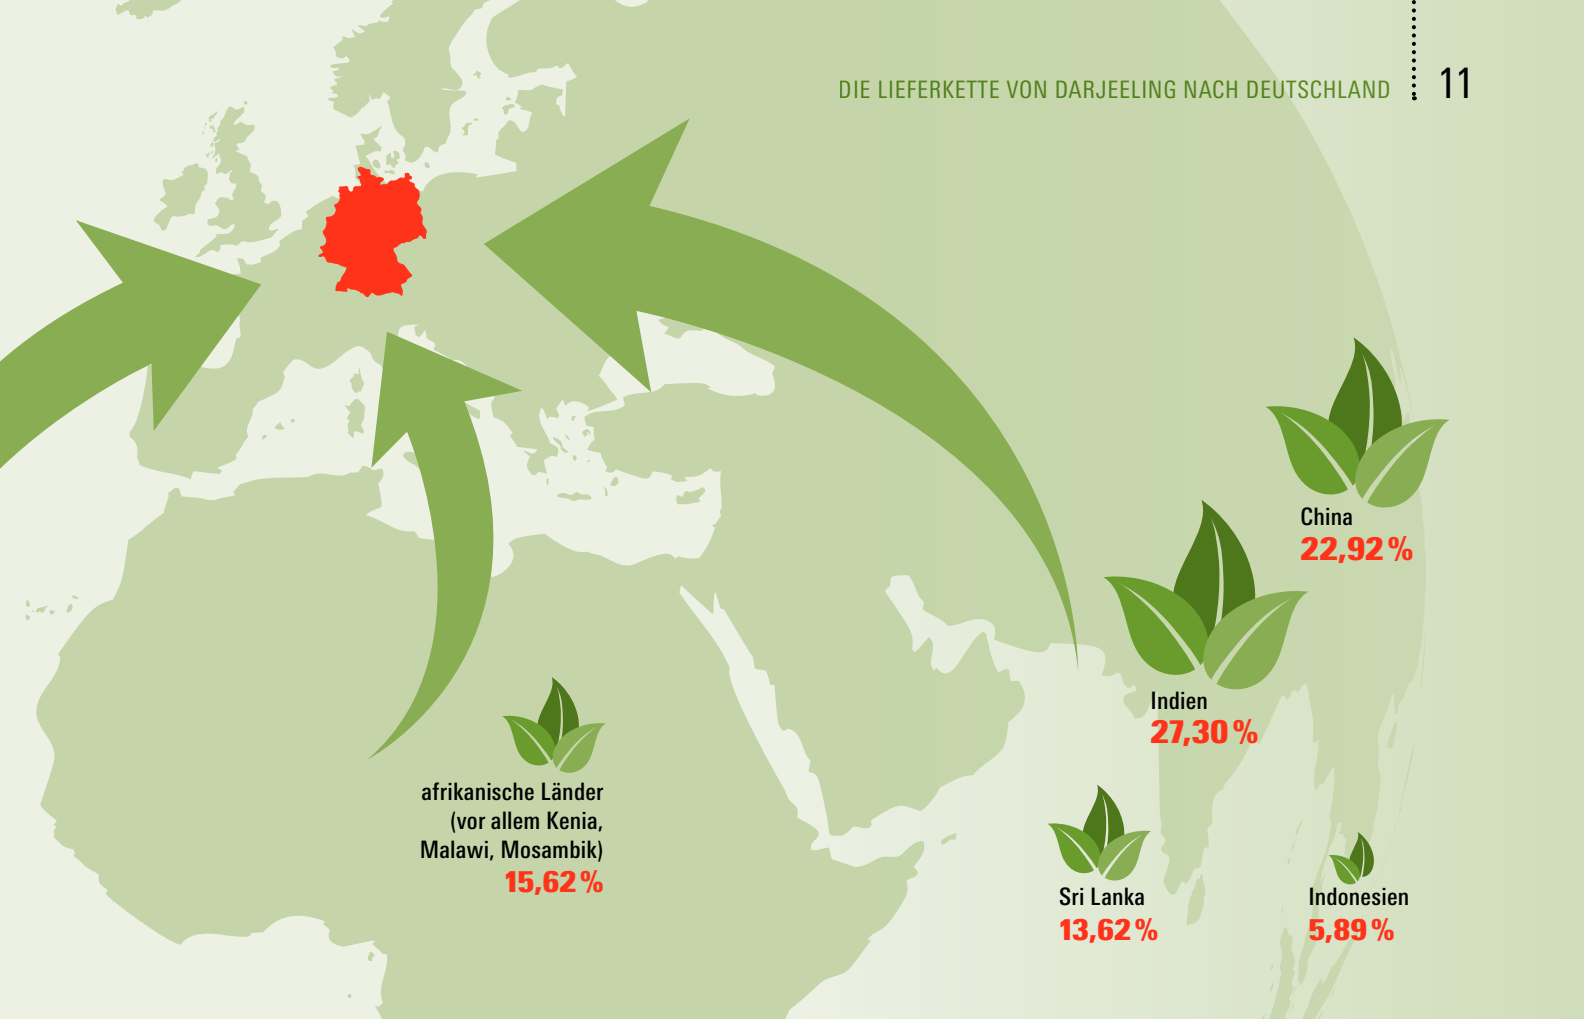 DIE LIEFERKETTE VON DARJEELING NACH DEUTSCHLAND
11
China
22,92 %
Indien
27,30 %
afrikanische Länder
(vor allem Kenia,
Malawi, Mosambik)
15,62 %
Sri Lanka
13,62 %
Indonesien
5,89 %